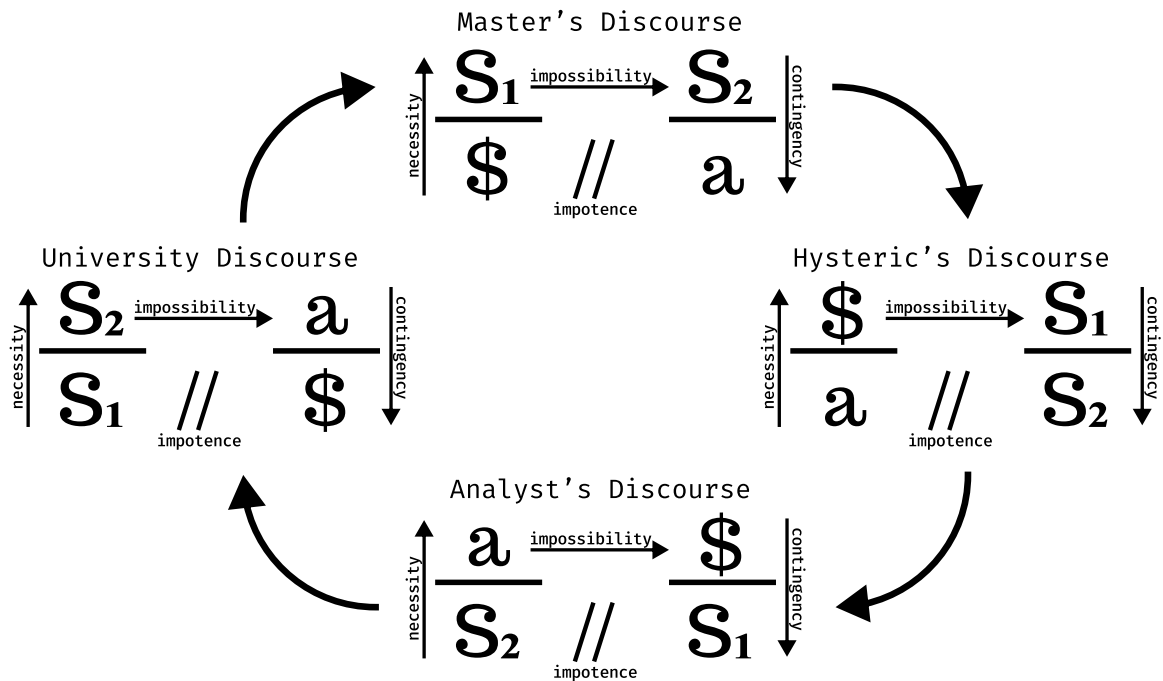 Master's Discourse
necessity
S1 impossibility S2
contingency
$ // a
impotence
University Discourse
necessity
S2 impossibility a
contingency
S1 // $
impotence
Hysteric's Discourse
necessity
$ impossibility S1
contingency
a // S2
impotence
Analyst's Discourse
necessity
a impossibility $
contingency
S2 // S1
impotence